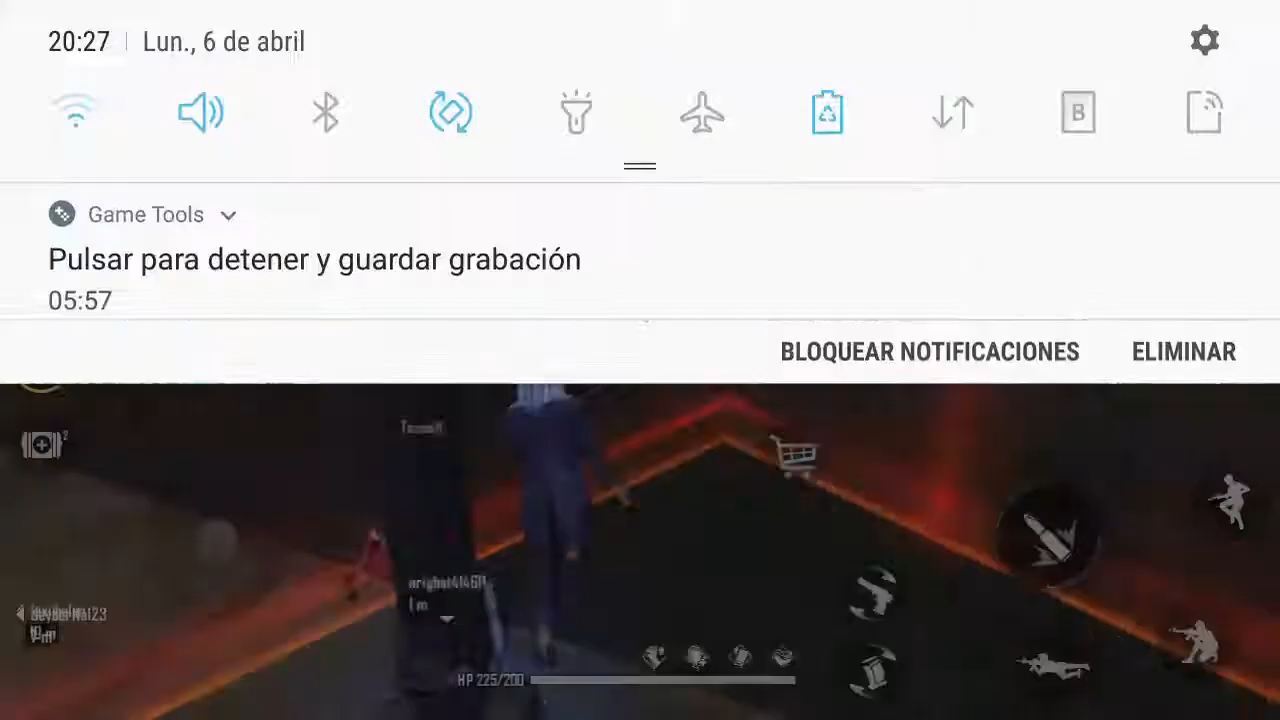 20:27 | Lun., 6 de abril
B
Game Tools
Pulsar para detener y guardar grabación
05:57
BLOQUEAR NOTIFICACIONES ELIMINAR
2
HP 225/200